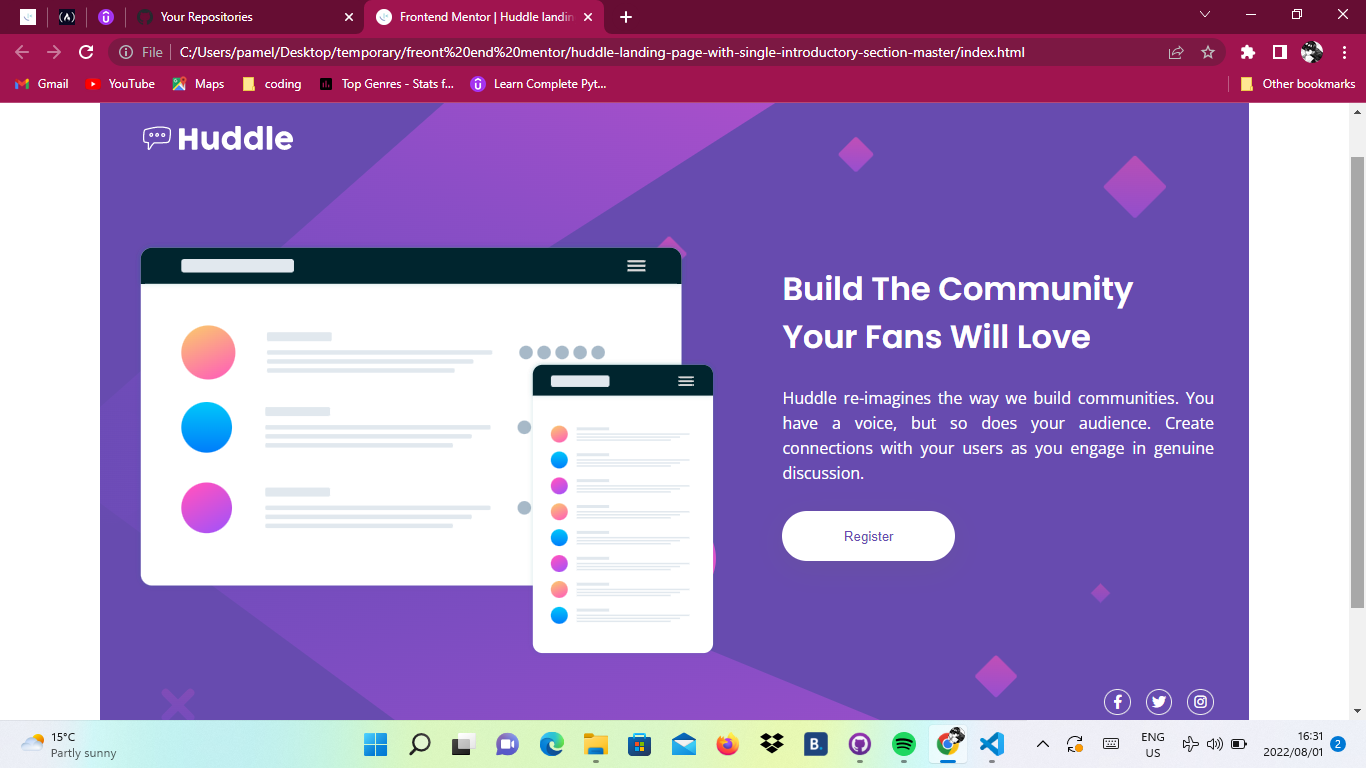 Your Repositories
Frontend Mentor | Huddle landin
File
C:/Users/pamel/Desktop/temporary/freont%20end%20mentor/huddle-landing-page-with-single-introductory-section-master/index.html
Gmail
YouTube
Maps
coding
Top Genres - Stats f...
Learn Complete Pyt...
Other bookmarks
Huddle
Build The Community
Your Fans Will Love
Huddle re-imagines the way we build communities. You
have a voice, but so does your audience. Create
connections with your users as you engage in genuine
discussion.
Register
15°C
Partly sunny
B.
ENG
US
16:31
2022/08/01
2